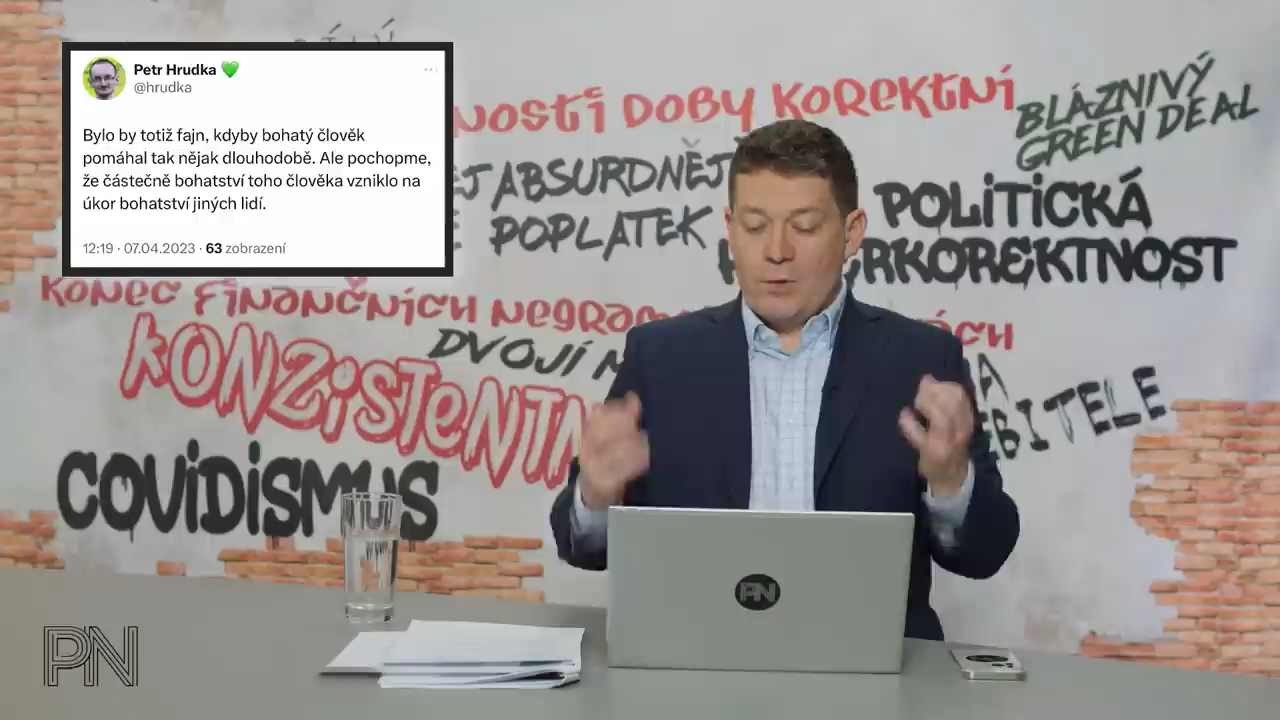 Petr Hrudka 💚
@hrudka
Bylo by totiž fajn, kdyby bohatý člověk
pomáhal tak nějak dlouhodobě. Ale pochopme,
že částečně bohatství toho člověka vzniklo na
úkor bohatství jiných lidí.
12:19 · 07.04.2023 · 63 zobrazení
DOBY KOREKTNÍ
BLÁZNIVÝ
GREEN DEAL
ABSURDNĚJ
POPLATEK
POLITICKÁ
RKOREKTNOST
KONEC FINANČNÍCH NEGRAM
DVOJÍ
KONZISTENTN
BITELE
COVIDISMUS
PN
PN